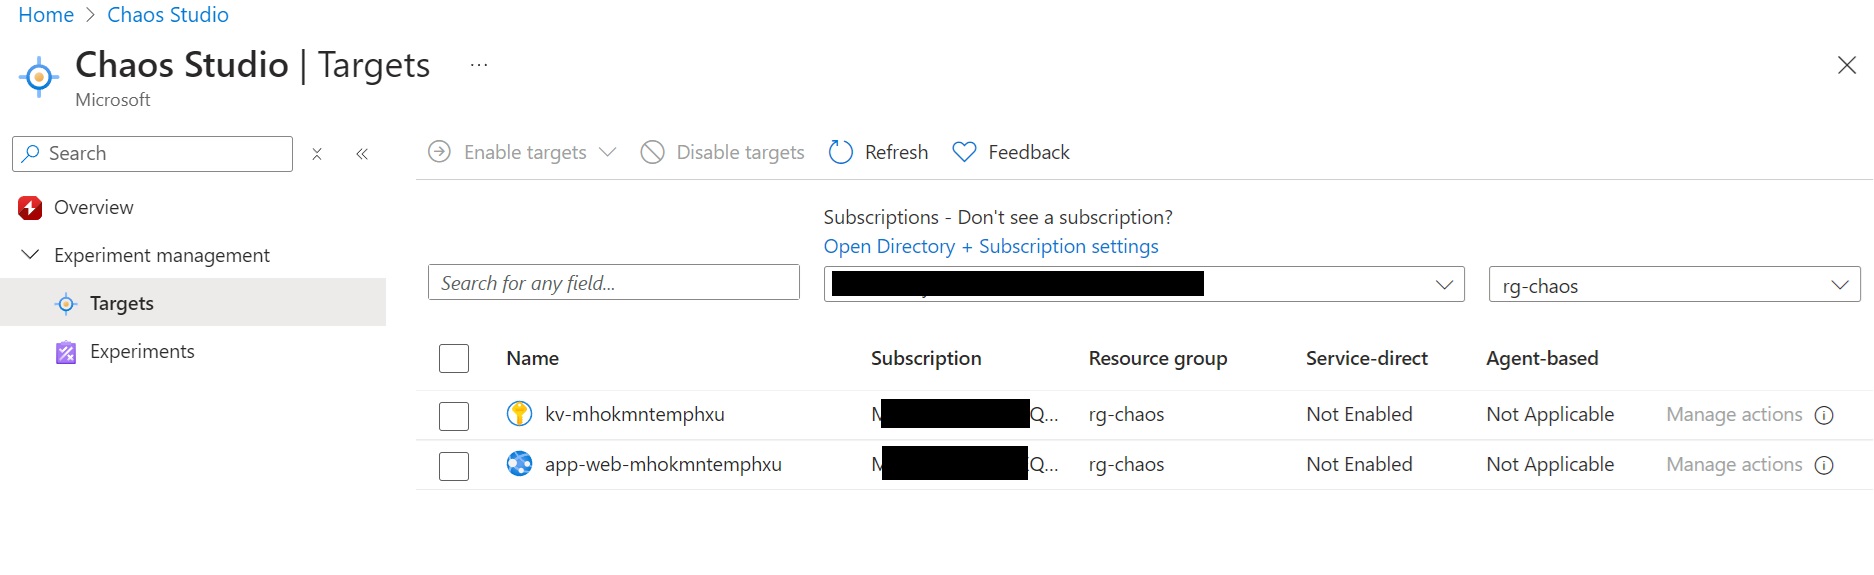 Home > Chaos Studio
Chaos Studio | Targets ...
Microsoft
Search
Overview
Experiment management
Targets
Experiments
Enable targets
Disable targets
Refresh
Feedback
Subscriptions - Don't see a subscription?
Open Directory + Subscription settings
Search for any field...
rg-chaos
Name Subscription Resource group Service-direct Agent-based
kv-mhokmntemphxu M Q... rg-chaos Not Enabled Not Applicable Manage actions
app-web-mhokmntemphxu M Q... rg-chaos Not Enabled Not Applicable Manage actions